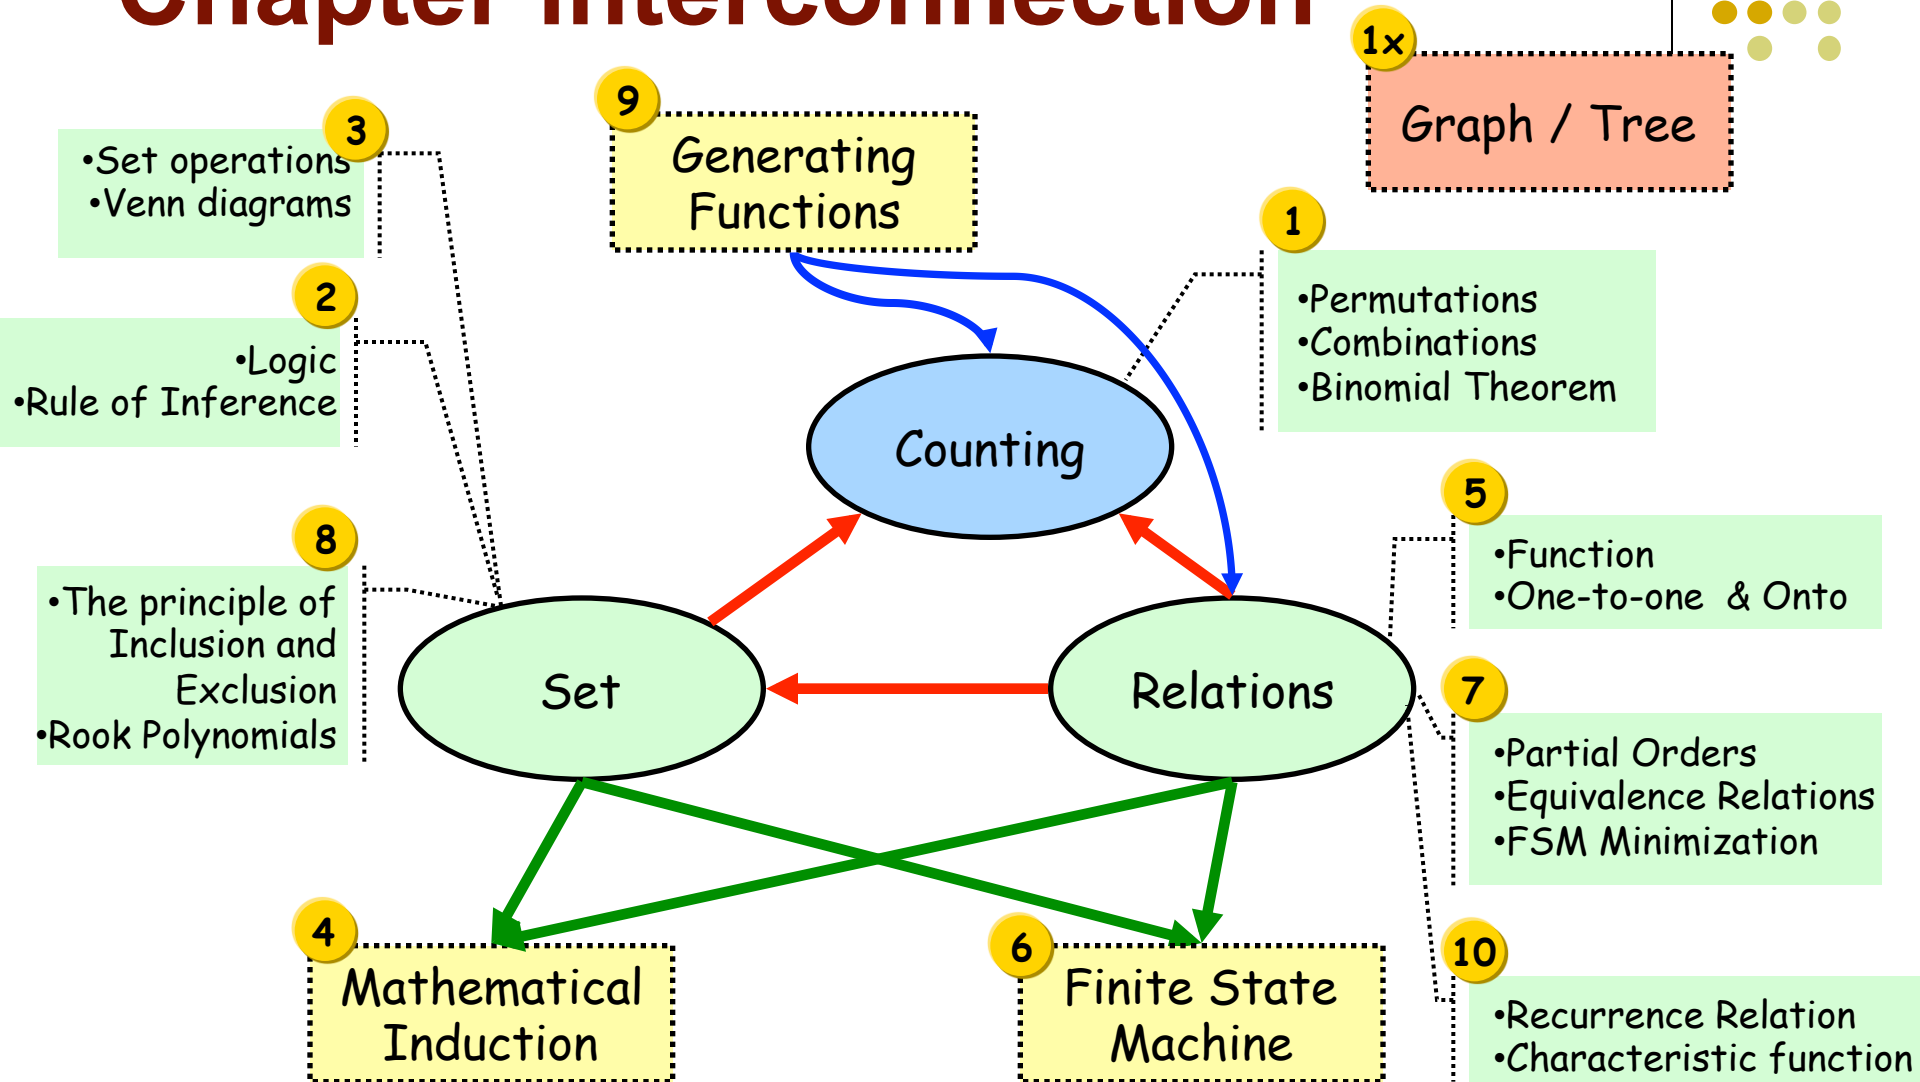 Chapter Interconnection
1x
Graph / Tree
9
Generating
Functions
3
•Set operations
•Venn diagrams
1
•Permutations
•Combinations
•Binomial Theorem
2
•Logic
•Rule of Inference
Counting
5
•Function
•One-to-one & Onto
8
•The principle of
Inclusion and
Exclusion
•Rook Polynomials
Set
Relations
7
•Partial Orders
•Equivalence Relations
•FSM Minimization
4
Mathematical
Induction
6
Finite State
Machine
10
•Recurrence Relation
•Characteristic function